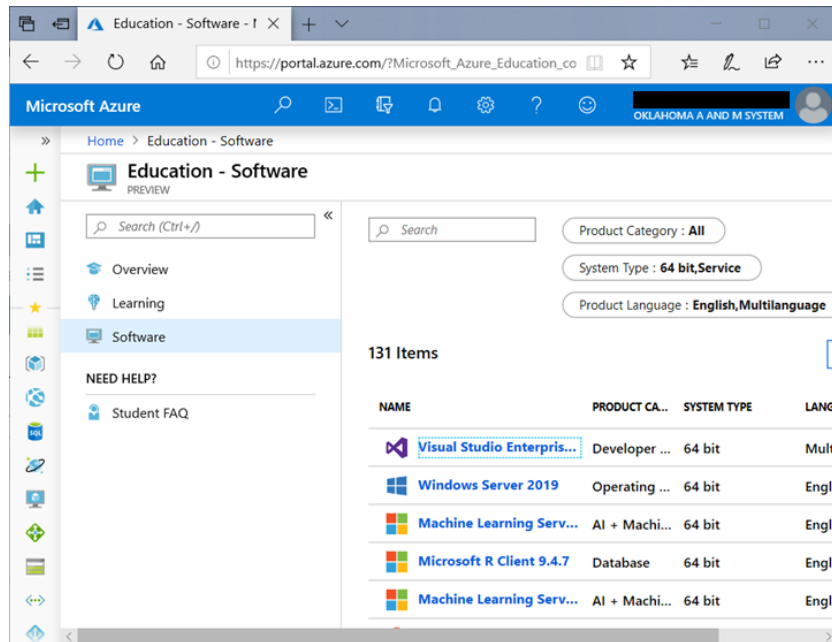 Education - Software - M
https://portal.azure.com/?Microsoft_Azure_Education_co
Microsoft Azure
OKLAHOMA A AND M SYSTEM
Home > Education - Software
Education - Software
PREVIEW
Search (Ctrl+/)
Overview
Learning
Software
NEED HELP?
Student FAQ
Search
Product Category : All
System Type : 64 bit,Service
Product Language : English,Multilanguage
131 Items
NAME PRODUCT CA... SYSTEM TYPE LANG
Visual Studio Enterpris... Developer ... 64 bit Mult
Windows Server 2019 Operating ... 64 bit Engl
Machine Learning Serv... AI + Machi... 64 bit Engl
Microsoft R Client 9.4.7 Database 64 bit Engl
Machine Learning Serv... AI + Machi... 64 bit Engl
SQL